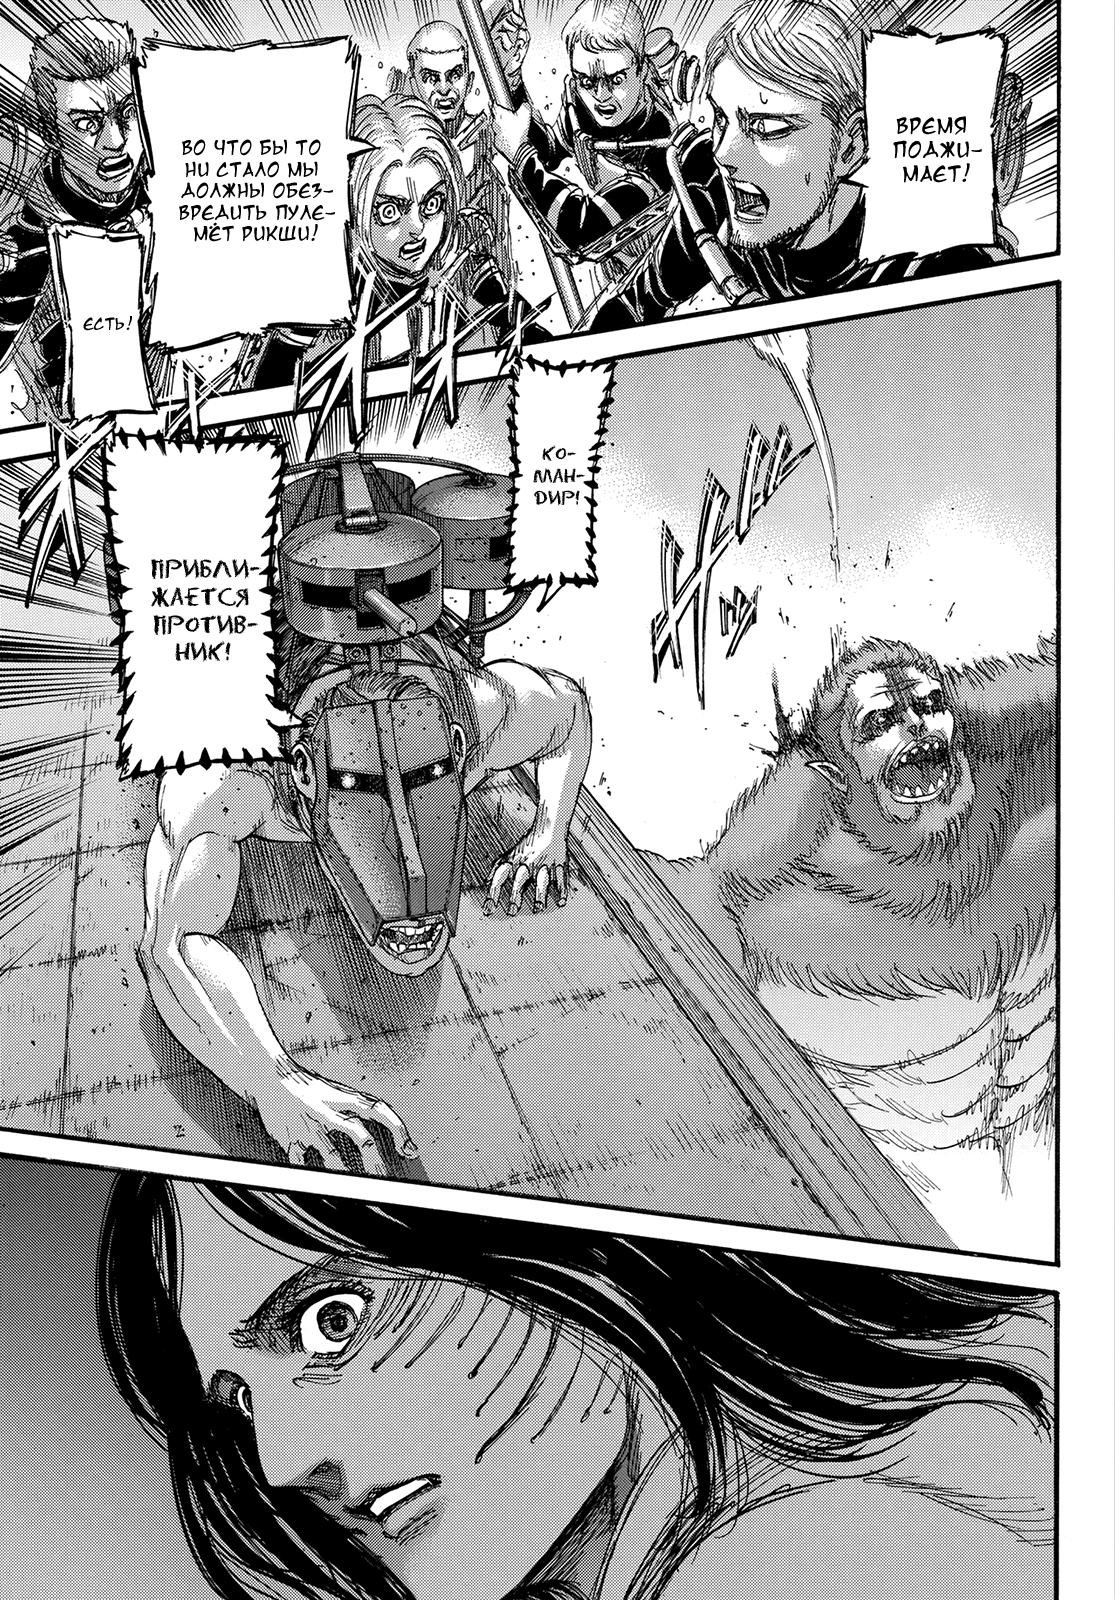 ВРЕМЯ
ПОДЖИ-
МАЕТ!
ВО ЧТО БЫ ТО
НИ СТАЛО МЫ
ДОЛЖНЫ ОБЕЗ-
ВРЕДИТЬ ПУЛЕ-
МЁТ РИКШИ!
ЕСТЬ!
КО-
МАН-
ДИР!
ПРИБЛИ-
ЖАЕТСЯ
ПРОТИВ-
НИК!